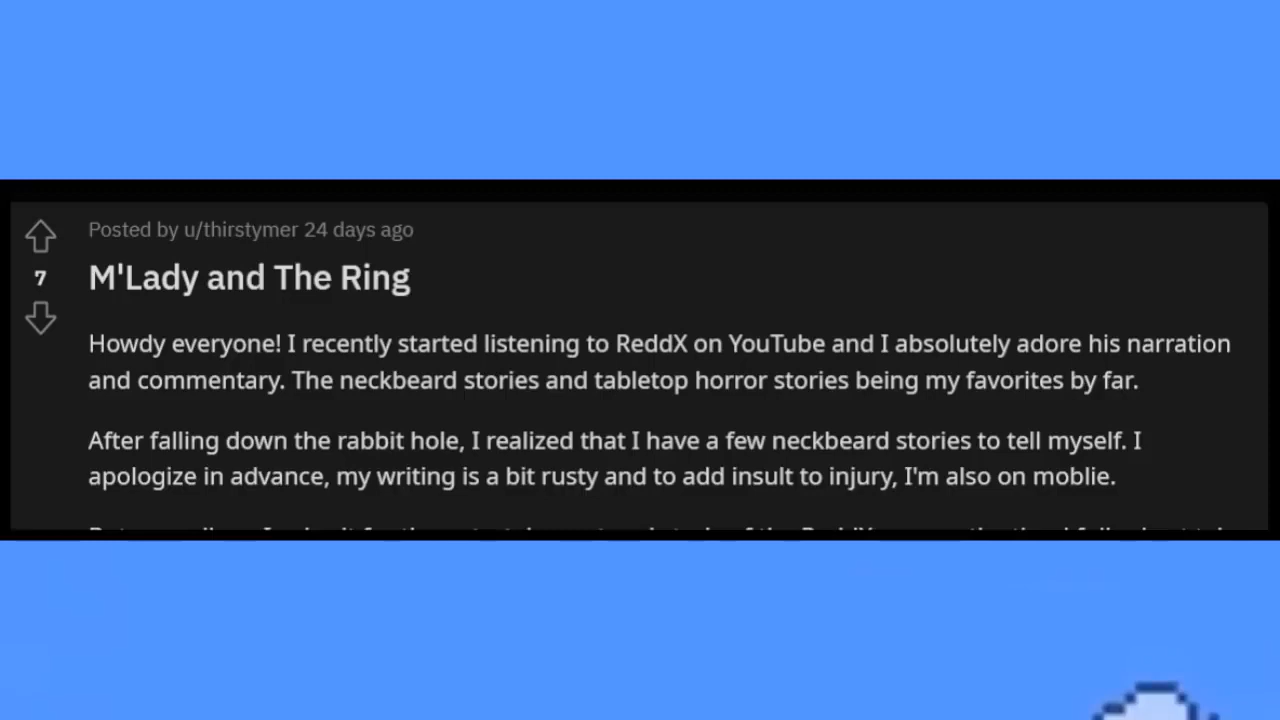 Posted by u/thirstymer 24 days ago
7
M'Lady and The Ring
Howdy everyone! I recently started listening to ReddX on YouTube and I absolutely adore his narration
and commentary. The neckbeard stories and tabletop horror stories being my favorites by far.
After falling down the rabbit hole, I realized that I have a few neckbeard stories to tell myself. I
apologize in advance, my writing is a bit rusty and to add insult to injury, I'm also on moblie.